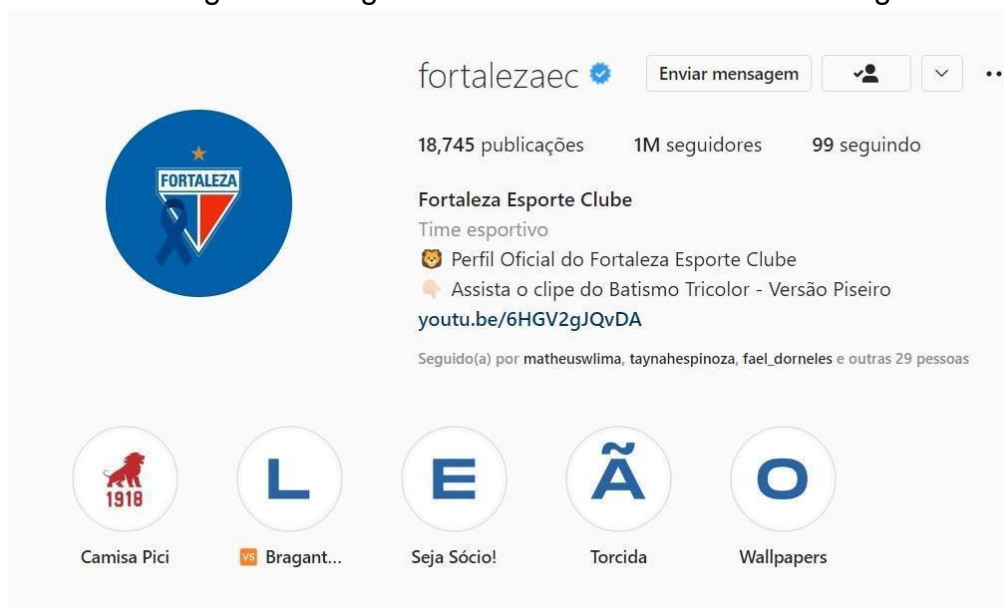 fortalezaec Enviar mensagem
18,745 publicações 1M seguidores 99 seguindo
FORTALEZA
Fortaleza Esporte Clube
Time esportivo
Perfil Oficial do Fortaleza Esporte Clube
Assista o clipe do Batismo Tricolor - Versão Piseiro
youtu.be/6HGV2gJQvDA
Seguido(a) por matheuswlima, taynahespinoza, fael_dorneles e outras 29 pessoas
1918 L E Ã O
Camisa Pici VS Bragant... Seja Sócio! Torcida Wallpapers